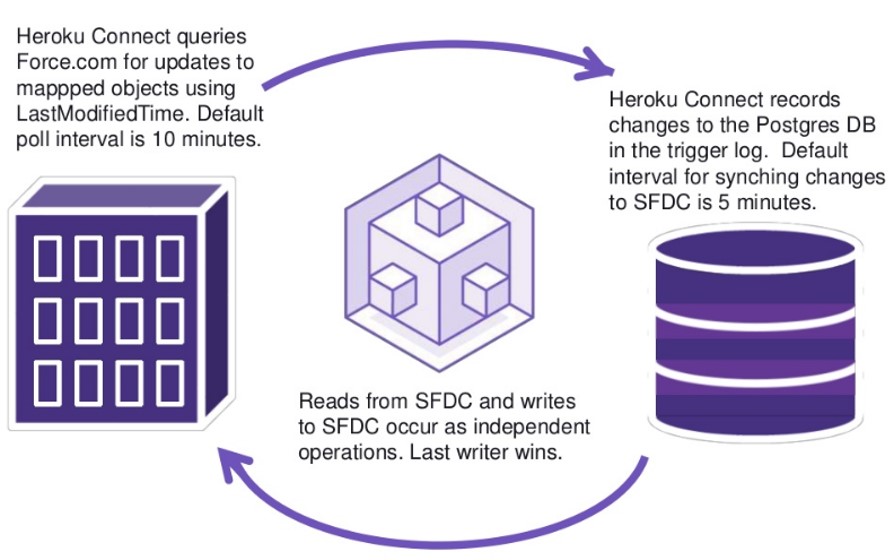 Heroku Connect queries
Force.com for updates to
mappped objects using
LastModifiedTime. Default
poll interval is 10 minutes.
Heroku Connect records
changes to the Postgres DB
in the trigger log.  Default
interval for synching changes
to SFDC is 5 minutes.
Reads from SFDC and writes
to SFDC occur as independent
operations. Last writer wins.